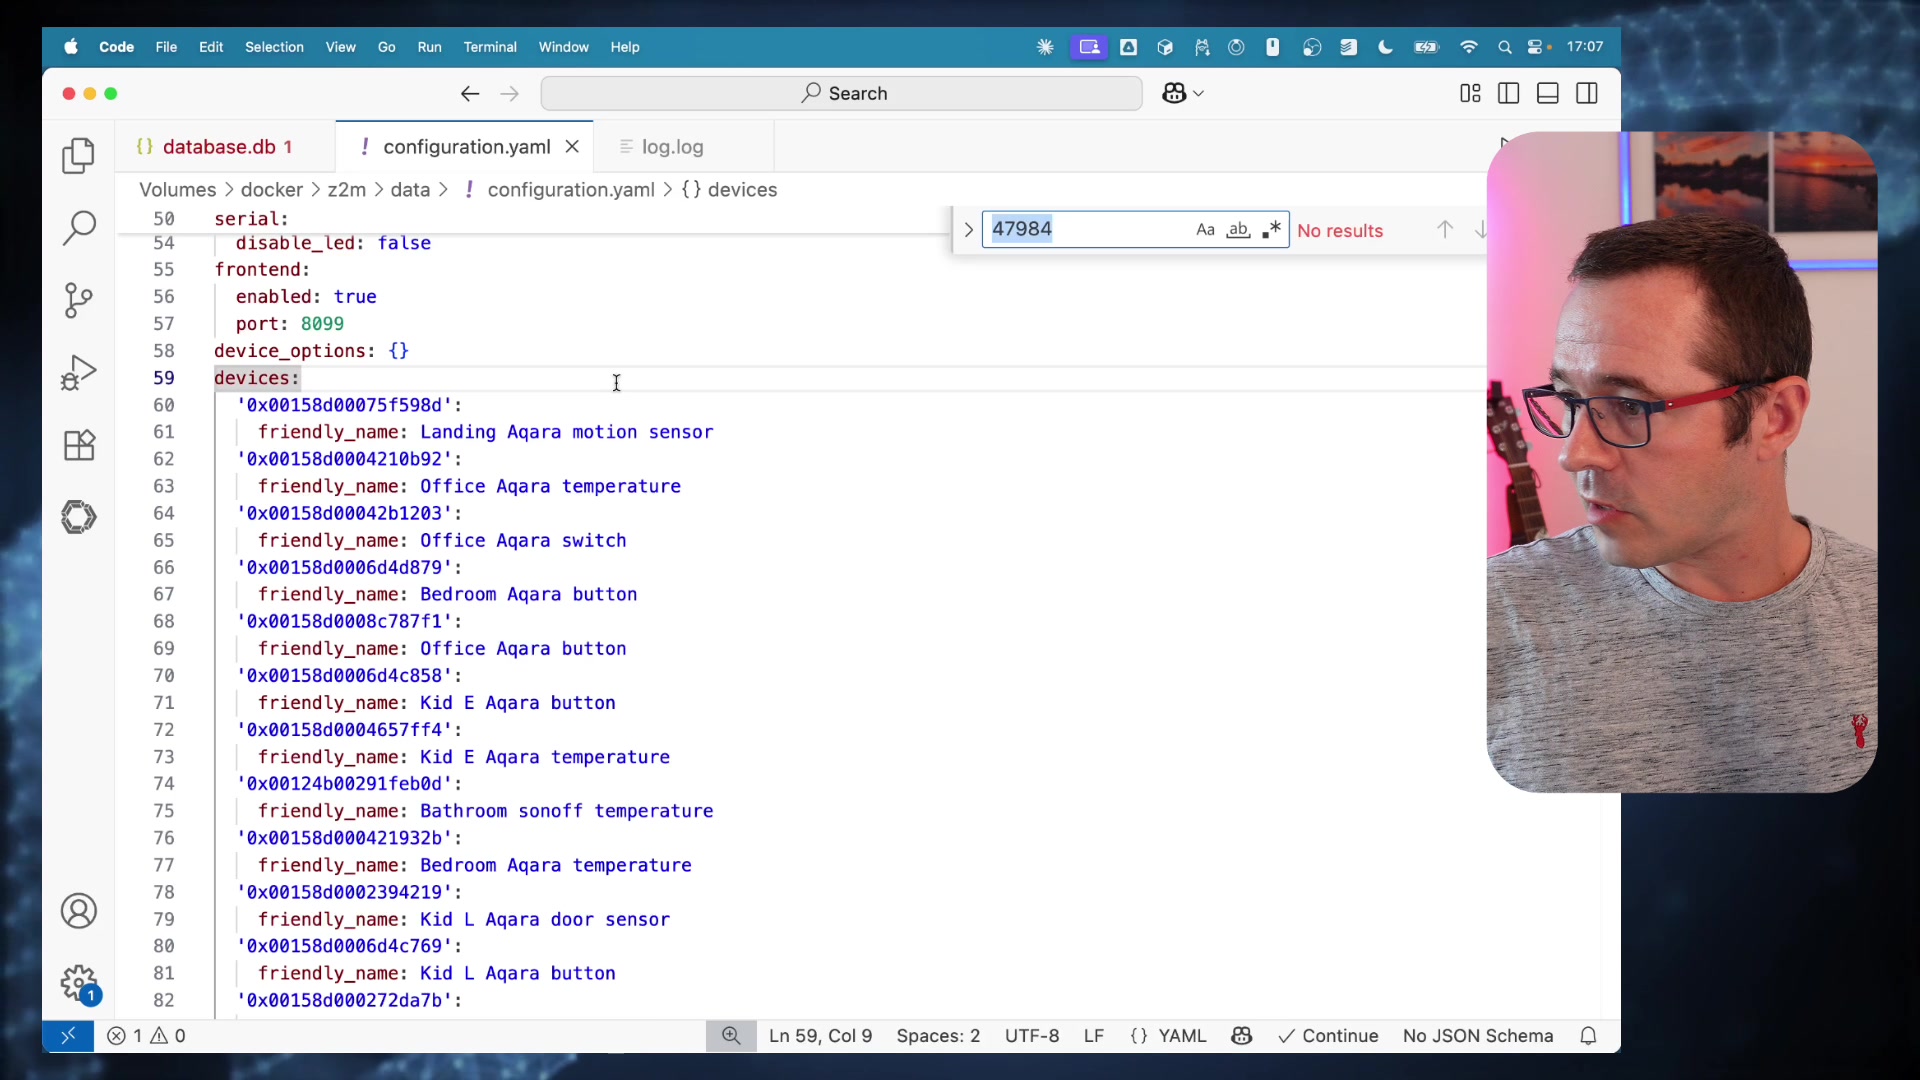 Code File Edit Selection View Go Run Terminal Window Help 17:07
Search
{} database.db 1 ! configuration.yaml log.log
Volumes > docker > z2m > data > ! configuration.yaml > {} devices
47984 Aa ab .* No results
50 serial:
54 disable_led: false
55 frontend:
56 enabled: true
57 port: 8099
58 device_options: {}
59 devices:
60 '0x00158d00075f598d':
61 friendly_name: Landing Aqara motion sensor
62 '0x00158d0004210b92':
63 friendly_name: Office Aqara temperature
64 '0x00158d00042b1203':
65 friendly_name: Office Aqara switch
66 '0x00158d0006d4d879':
67 friendly_name: Bedroom Aqara button
68 '0x00158d0008c787f1':
69 friendly_name: Office Aqara button
70 '0x00158d0006d4c858':
71 friendly_name: Kid E Aqara button
72 '0x00158d0004657ff4':
73 friendly_name: Kid E Aqara temperature
74 '0x00124b00291feb0d':
75 friendly_name: Bathroom sonoff temperature
76 '0x00158d000421932b':
77 friendly_name: Bedroom Aqara temperature
78 '0x00158d0002394219':
79 friendly_name: Kid L Aqara door sensor
80 '0x00158d0006d4c769':
81 friendly_name: Kid L Aqara button
82 '0x00158d000272da7b':
1
1 0 Ln 59, Col 9 Spaces: 2 UTF-8 LF {} YAML Continue No JSON Schema